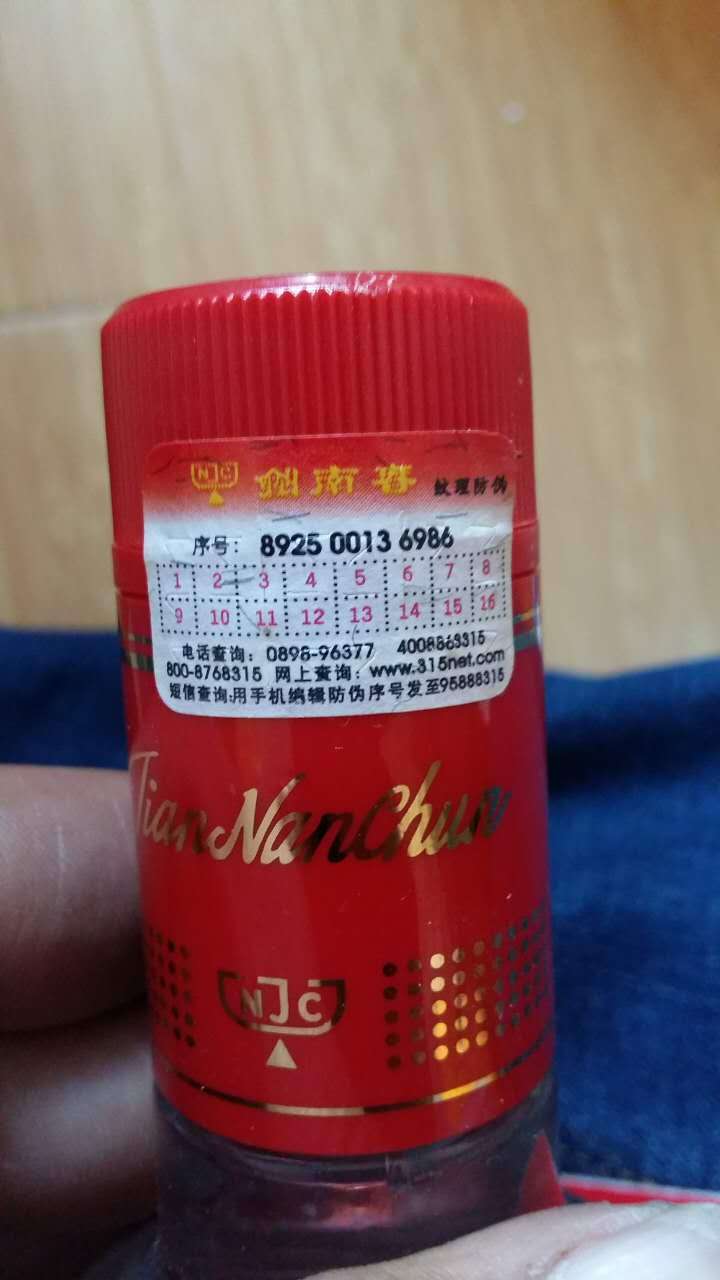 NJC 剑南春 纹理防伪
序号: 8925 0013 6986
1 2 3 4 5 6 7 8
9 10 11 12 13 14 15 16
电话查询: 0898-96377 4008863315
800-8768315 网上查询: www.315net.com
短信查询:用手机编辑防伪序号发至95888315
JianNanChun
NJC